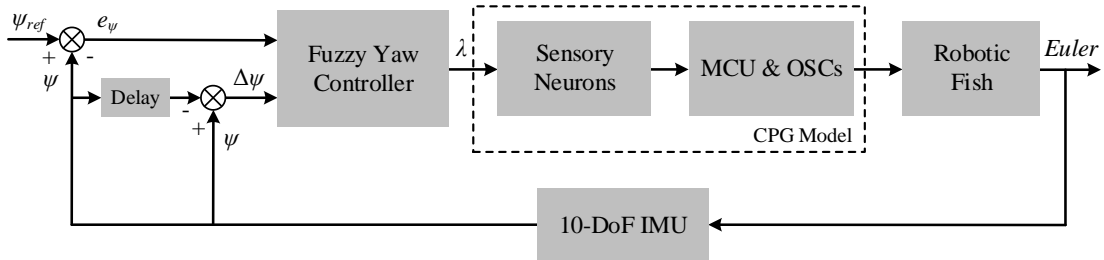 ψref
+
-
eψ
ψ
Delay
-
+
Δψ
ψ
Fuzzy Yaw
Controller
λ
Sensory
Neurons
MCU & OSCs
CPG Model
Robotic
Fish
Euler
10-DoF IMU